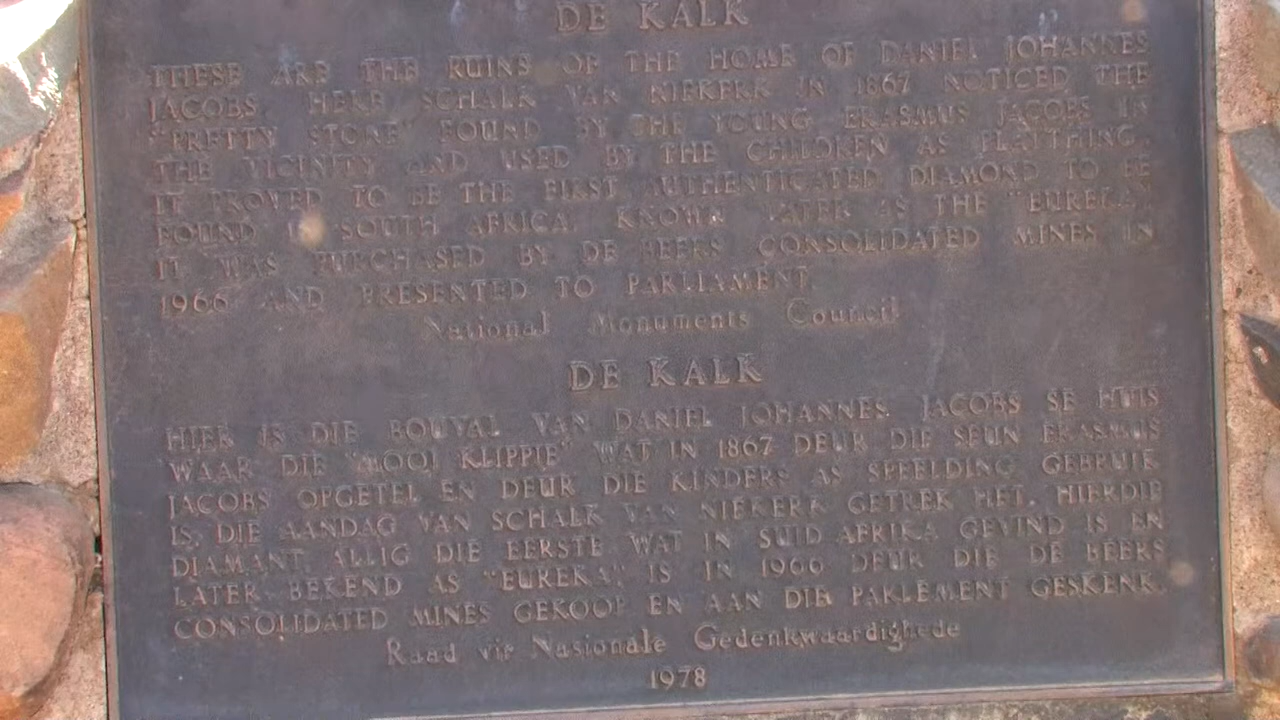 DE KALK
THESE ARE THE RUINS OF THE HOME OF DANIEL JOHANNES
JACOBS. HERE SCHALK VAN NIEKERK IN 1867 NOTICED THE
"PRETTY STONE" FOUND BY THE YOUNG ERASMUS JACOBS IN
THE VICINITY AND USED BY THE CHILDREN AS PLAYTHING.
IT PROVED TO BE THE FIRST AUTHENTICATED DIAMOND TO BE
FOUND IN SOUTH AFRICA, KNOWN LATER AS THE "EUREKA",
IT WAS PURCHASED BY DE BEERS CONSOLIDATED MINES IN
1966 AND PRESENTED TO PARLIAMENT.
National Monuments Council
DE KALK
HIER IS DIE BOUVAL VAN DANIEL JOHANNES JACOBS SE HUIS
WAAR DIE "MOOI KLIPPIE" WAT IN 1867 DEUR DIE SEUN ERASMUS
JACOBS OPGETEL EN DEUR DIE KINDERS AS SPEELDING GEBRUIK
IS, DIE AANDAG VAN SCHALK VAN NIEKERK GETREK HET. HIERDIE
DIAMANT, DIE EERSTE WAT IN SUID AFRIKA GEVIND IS EN
LATER BEKEND AS "EUREKA" IS IN 1966 DEUR DIE DE BEERS
CONSOLIDATED MINES GEKOOP EN AAN DIE PARLEMENT GESKENK.
Raad vir Nasionale Gedenkwaardighede
1978